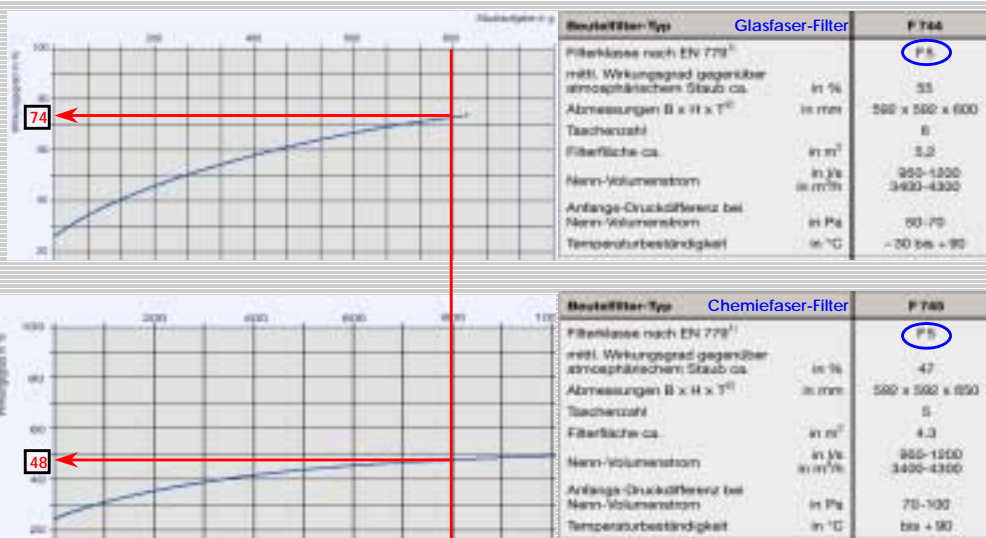 Staubaufgabe in g
200 400 600 800
100
74
60
40
20
Beutelfilter-Typ Glasfaser-Filter F 744
Filterklasse nach EN 779 F5
mittl. Wirkungsgrad gegenüber
atmosphärischem Staub ca. in % 55
Abmessungen B x H x T in mm 592 x 592 x 600
Taschenzahl 6
Filterfläche ca. in m² 5,2
Nenn-Volumenstrom in l/s 950-1200
in m³/h 3400-4300
Anfangs-Druckdifferenz bei
Nenn-Volumenstrom in Pa 60-70
Temperaturbeständigkeit in °C - 30 bis + 90
200 400 600 800
100
80
60
48
40
20
Wirkungsgrad in %
Beutelfilter-Typ Chemiefaser-Filter F 745
Filterklasse nach EN 779 F5
mittl. Wirkungsgrad gegenüber
atmosphärischem Staub ca. in % 47
Abmessungen B x H x T in mm 592 x 592 x 650
Taschenzahl 5
Filterfläche ca. in m² 4,3
Nenn-Volumenstrom in l/s 950-1200
in m³/h 3400-4300
Anfangs-Druckdifferenz bei
Nenn-Volumenstrom in Pa 70-100
Temperaturbeständigkeit in °C bis + 90